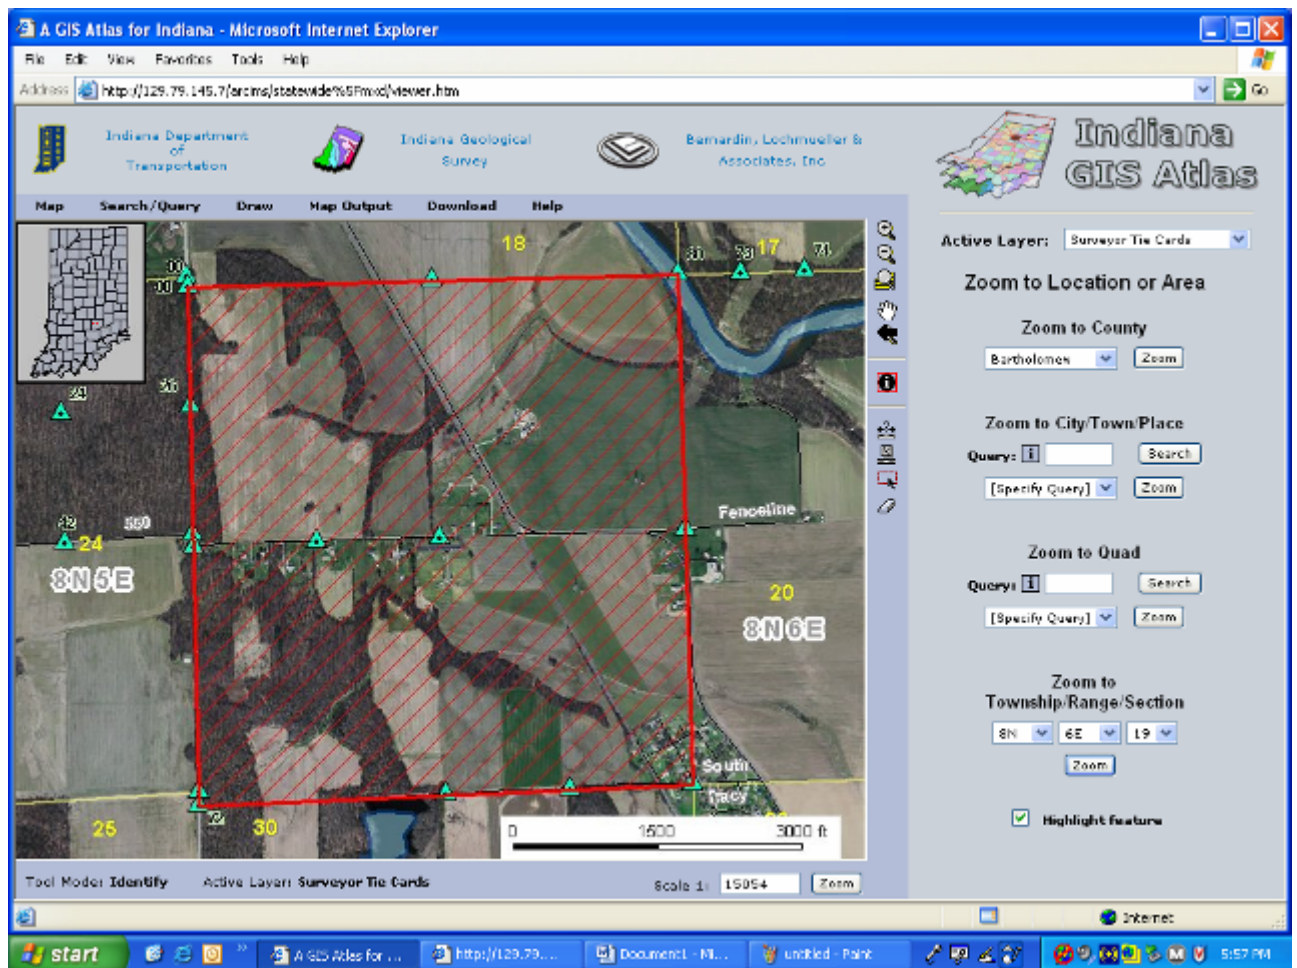 A GIS Atlas for Indiana - Microsoft Internet Explorer
File Edit View Favorites Tools Help
Address http://129.79.145.7/arcims/statewide%5Fmxd/viewer.htm Go
Indiana Department
of
Transportation
Indiana Geological
Survey
Bernardin, Lochmueller &
Associates, Inc
Indiana
GIS Atlas
Map Search/Query Draw Map Output Download Help
Active Layer: Surveyor Tie Cards
Zoom to Location or Area
Zoom to County
Bartholomew Zoom
Zoom to City/Town/Place
Query: i Search
[Specify Query] Zoom
Zoom to Quad
Query: i Search
[Specify Query] Zoom
Zoom to
Township/Range/Section
8N 6E 19
Zoom
Highlight feature
18
17
24
550
24
8N 5E
Fenceline
20
8N 6E
South
Tracy
25
30
0 1500 3000 ft
Tool Mode: Identify Active Layer: Surveyor Tie Cards Scale 1: 15054 Zoom
Internet
start A GIS Atlas for ... http://129.79.... Document1 - Mi... untitled - Paint 5:57 PM